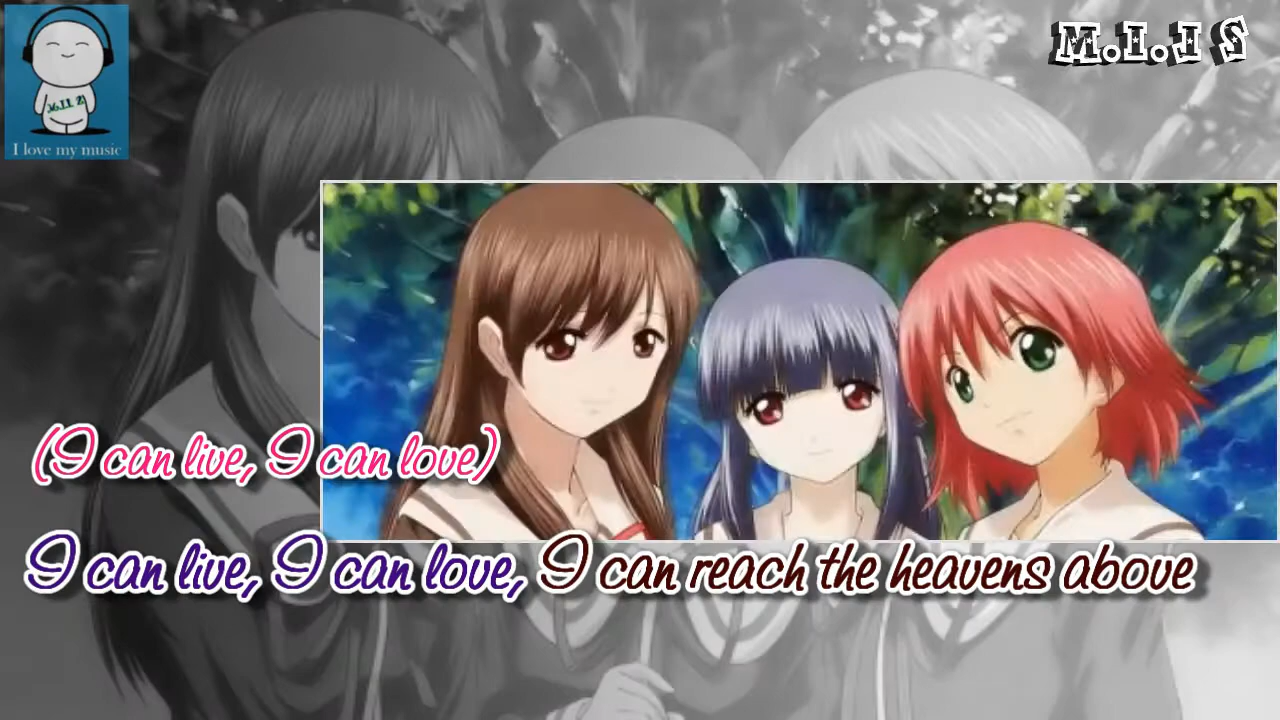 M.I.I S
I love my music
(I can live, I can love)
I can live, I can love, I can reach the heavens above